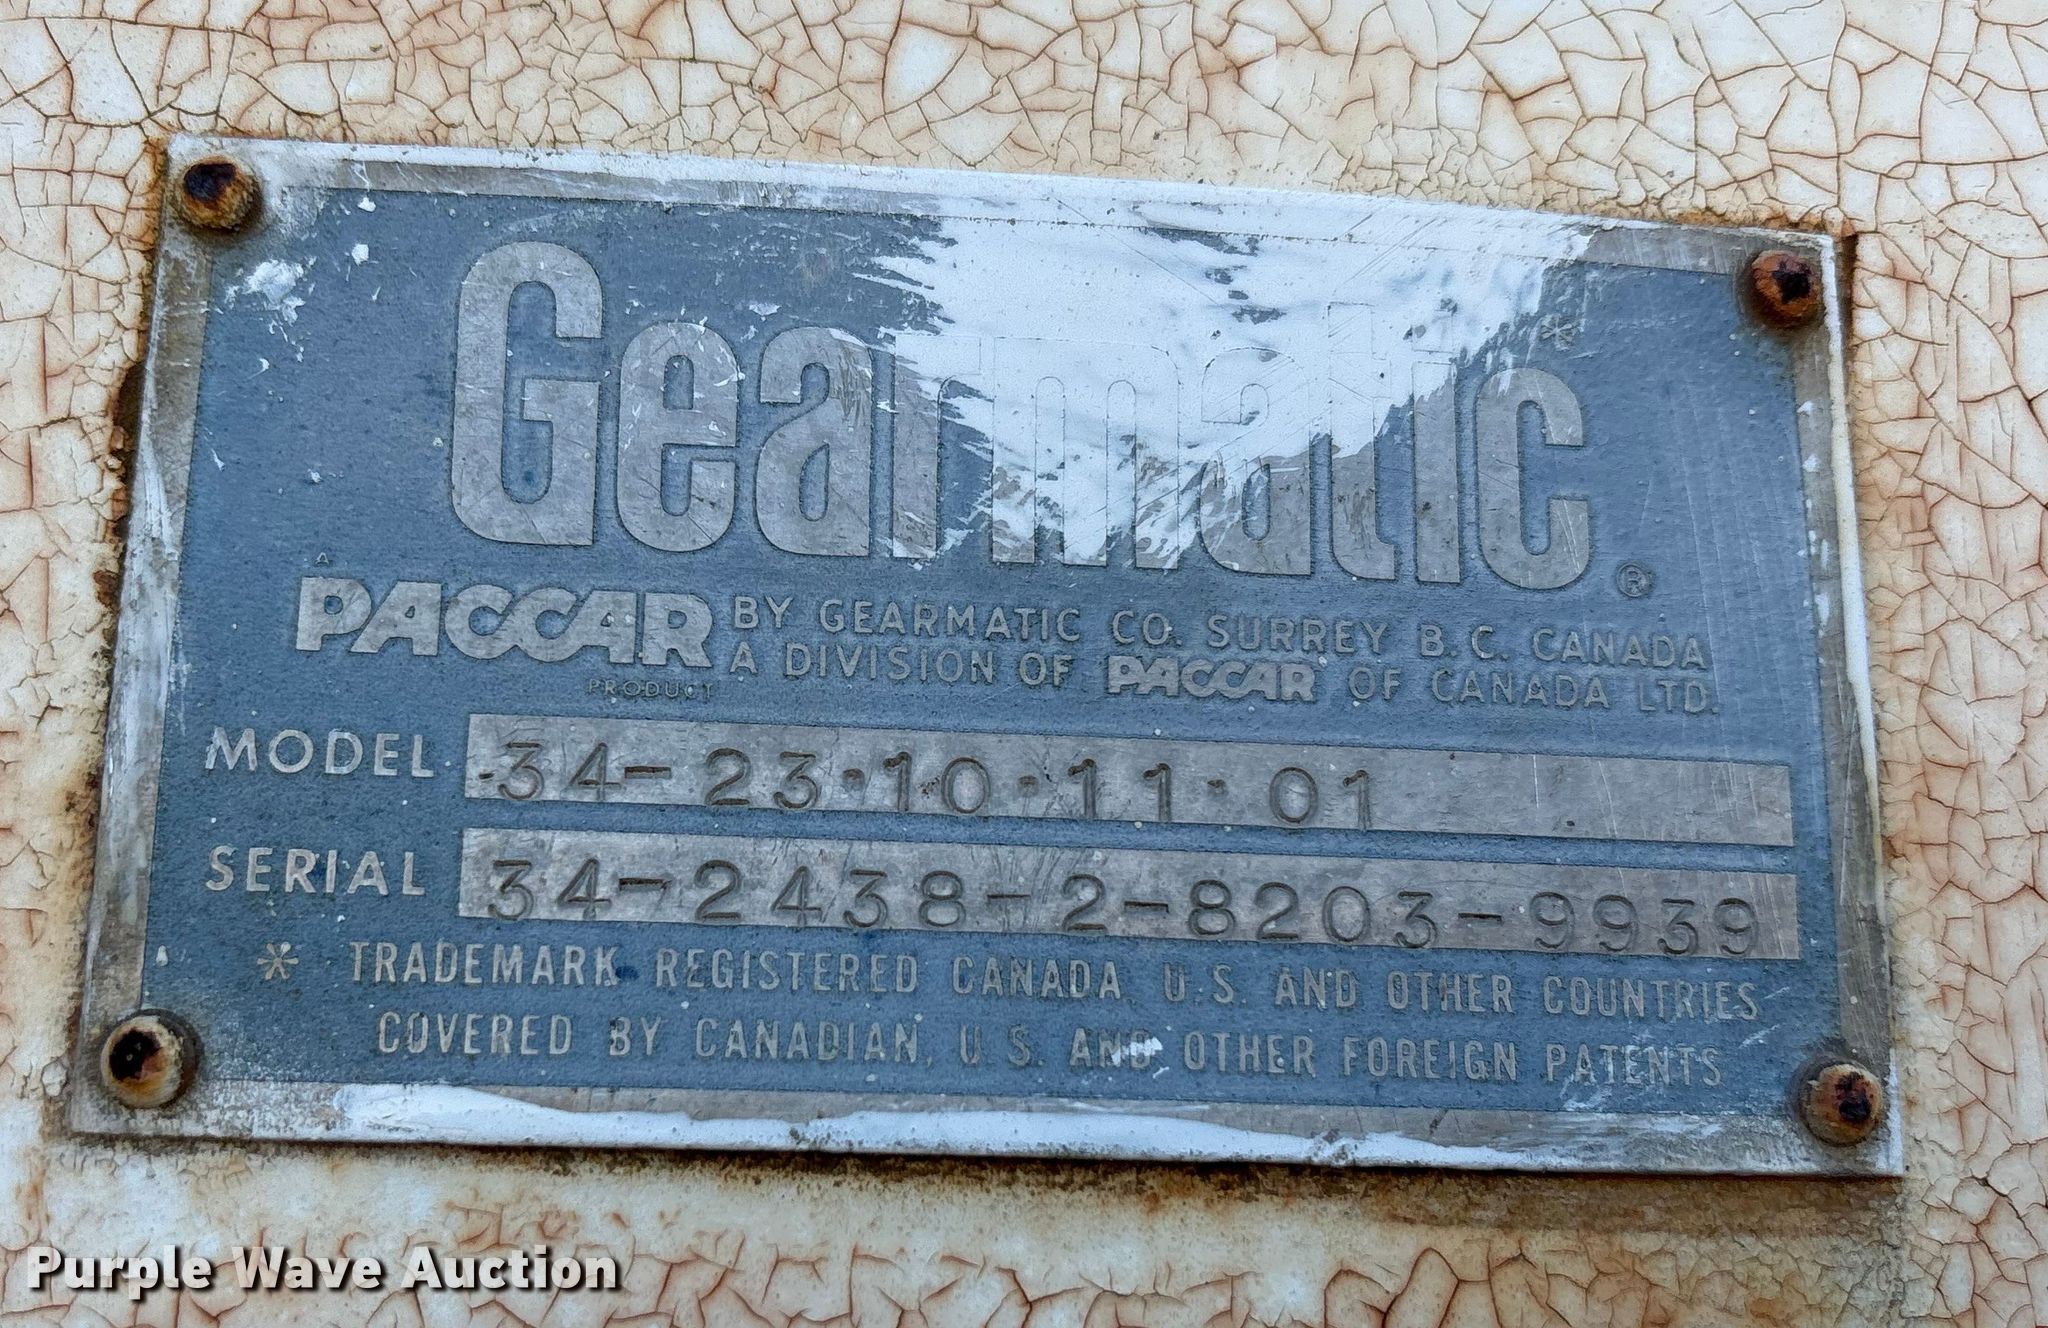 Gearmatic *
®
A
PACCAR BY GEARMATIC CO. SURREY B.C. CANADA
PRODUCT A DIVISION OF PACCAR OF CANADA LTD.
MODEL 34-23·10·11·01
SERIAL 34-2438-2-8203-9939
* TRADEMARK REGISTERED CANADA, U.S. AND OTHER COUNTRIES
COVERED BY CANADIAN, U.S. AND OTHER FOREIGN PATENTS
Purple Wave Auction